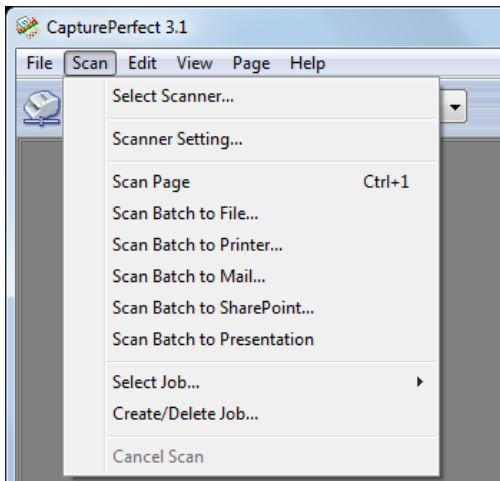 CapturePerfect 3.1
File Scan Edit View Page Help
Select Scanner...
Scanner Setting...
Scan Page Ctrl+1
Scan Batch to File...
Scan Batch to Printer...
Scan Batch to Mail...
Scan Batch to SharePoint...
Scan Batch to Presentation
Select Job...
Create/Delete Job...
Cancel Scan